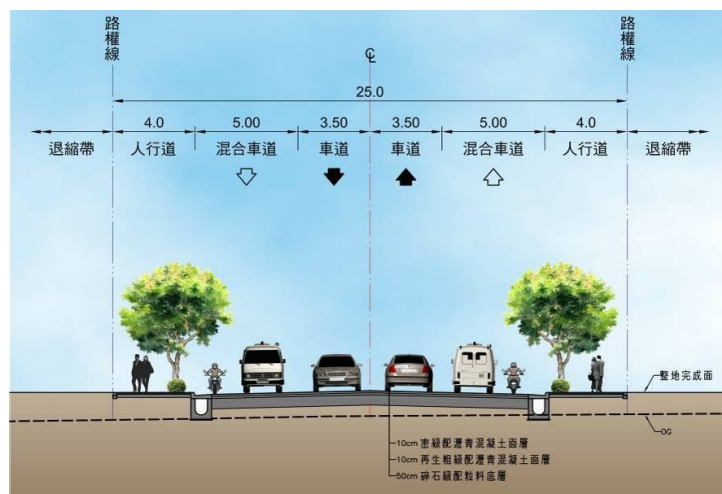 路權線
路權線
℄
25.0
4.0 5.00 3.50 3.50 5.00 4.0
退縮帶 人行道 混合車道 車道 車道 混合車道 人行道 退縮帶
整地完成面
OG
10cm 密級配瀝青混凝土面層
10cm 再生粗級配瀝青混凝土面層
50cm 碎石級配粒料底層